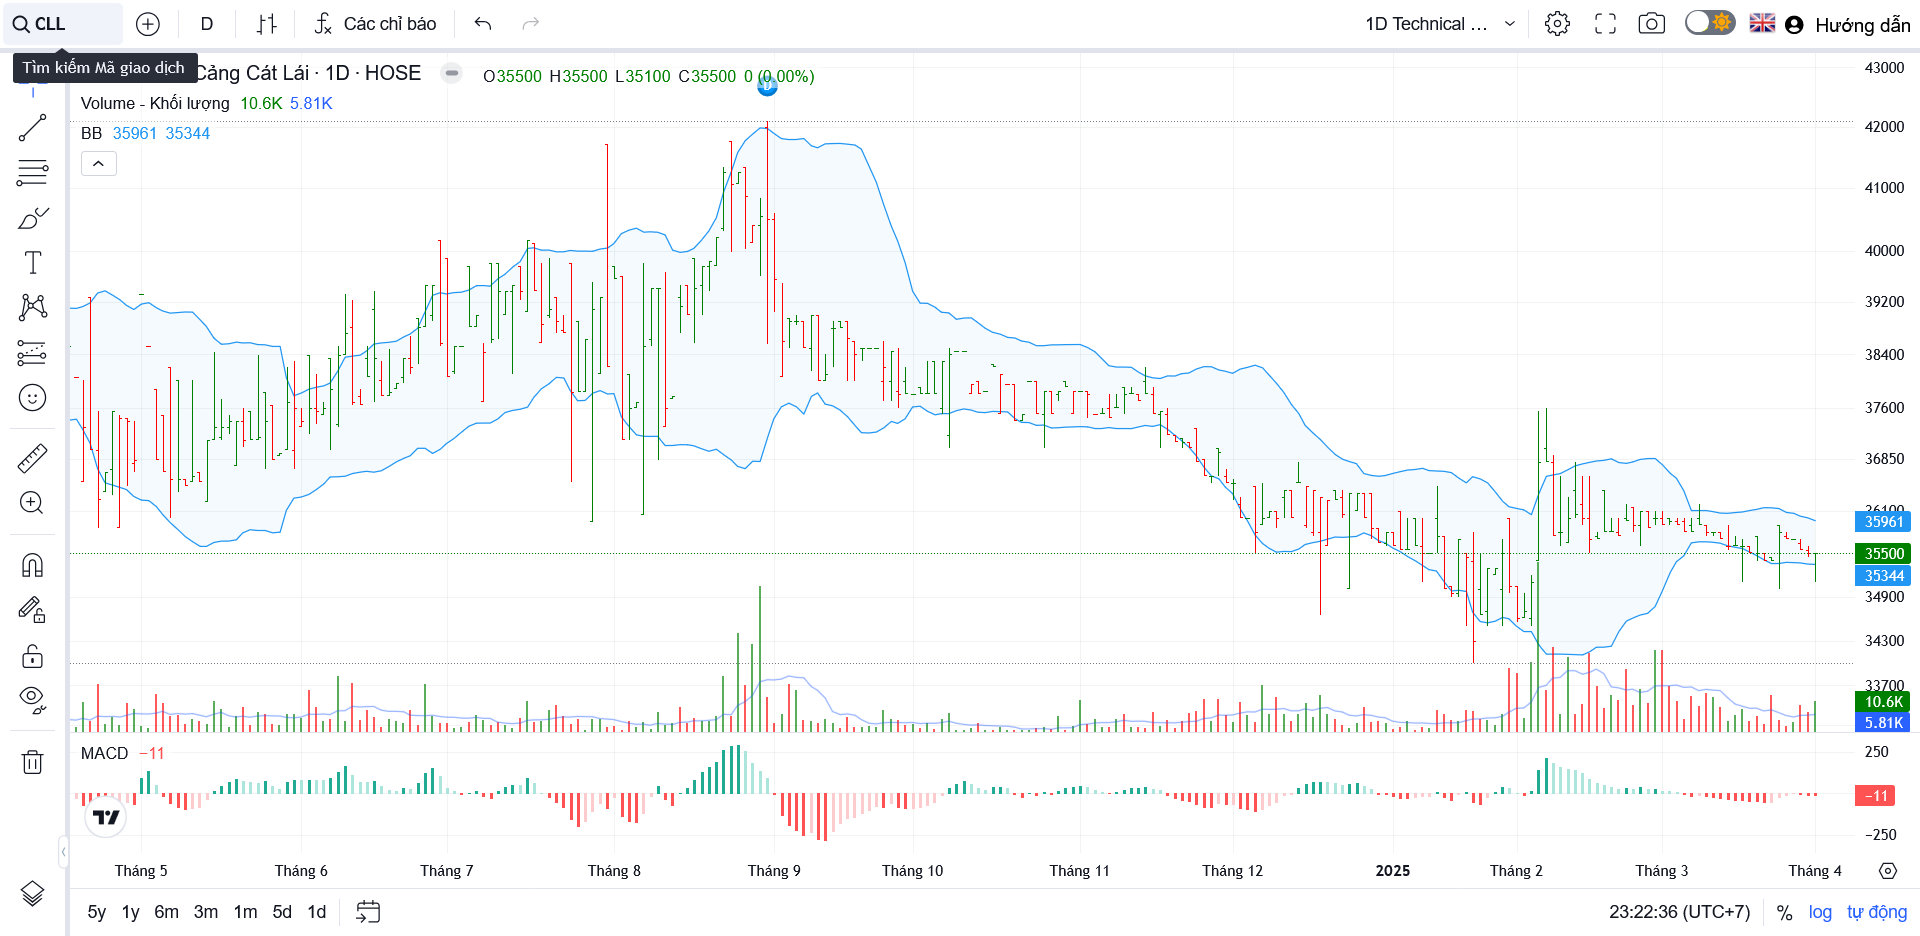 CLL
D
Các chỉ báo
1D Technical ...
Hướng dẫn
Tìm kiếm Mã giao dịch
Cảng Cát Lái · 1D · HOSE
O35500 H35500 L35100 C35500 0 (0.00%)
D
Volume - Khối lượng 10.6K 5.81K
BB 35961 35344
43000
42000
41000
40000
39200
38400
37600
36850
36100
35961
35500
35344
34900
34300
33700
10.6K
5.81K
MACD −11
250
−11
−250
Tháng 5 Tháng 6 Tháng 7 Tháng 8 Tháng 9 Tháng 10 Tháng 11 Tháng 12 2025 Tháng 2 Tháng 3 Tháng 4
5y 1y 6m 3m 1m 5d 1d
23:22:36 (UTC+7) % log tự động